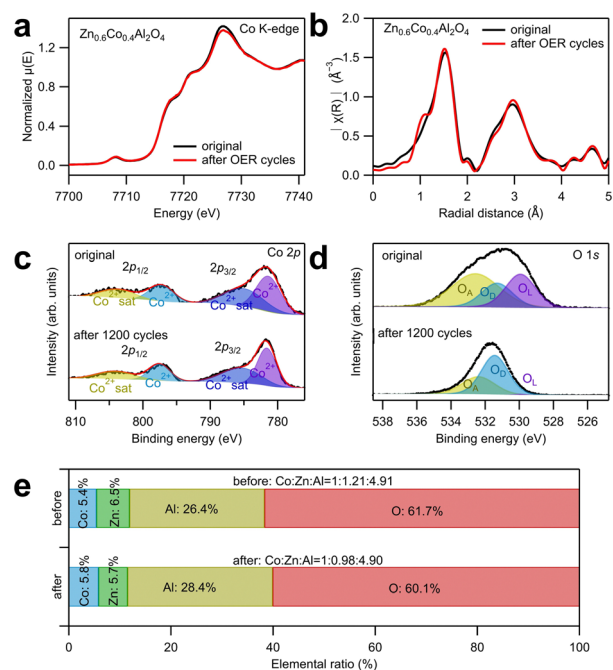 a
Zn0.6Co0.4Al2O4
Co K-edge
Normalized μ(E)
1.2
0.8
0.4
0.0
original
after OER cycles
7700
7710
7720
7730
7740
Energy (eV)
b
Zn0.6Co0.4Al2O4
original
after OER cycles
| χ(R) | (Å⁻³)
2.0
1.5
1.0
0.5
0.0
0
1
2
3
4
5
Radial distance (Å)
c
original
Co 2p
2p1/2
2p3/2
Co2+ sat
Co2+
Co2+ sat
Co2+
after 1200 cycles
2p1/2
2p3/2
Co2+ sat
Co2+
Co2+ sat
Co2+
Intensity (arb. units)
810
800
790
780
Binding energy (eV)
d
original
O 1s
OA
OD
OL
after 1200 cycles
OA
OD
OL
Intensity (arb. units)
538
536
534
532
530
528
526
Binding energy (eV)
e
before: Co:Zn:Al=1:1.21:4.91
before
Co: 5.4%
Zn: 6.5%
Al: 26.4%
O: 61.7%
after: Co:Zn:Al=1:0.98:4.90
after
Co: 5.8%
Zn: 5.7%
Al: 28.4%
O: 60.1%
0
20
40
60
80
100
Elemental ratio (%)